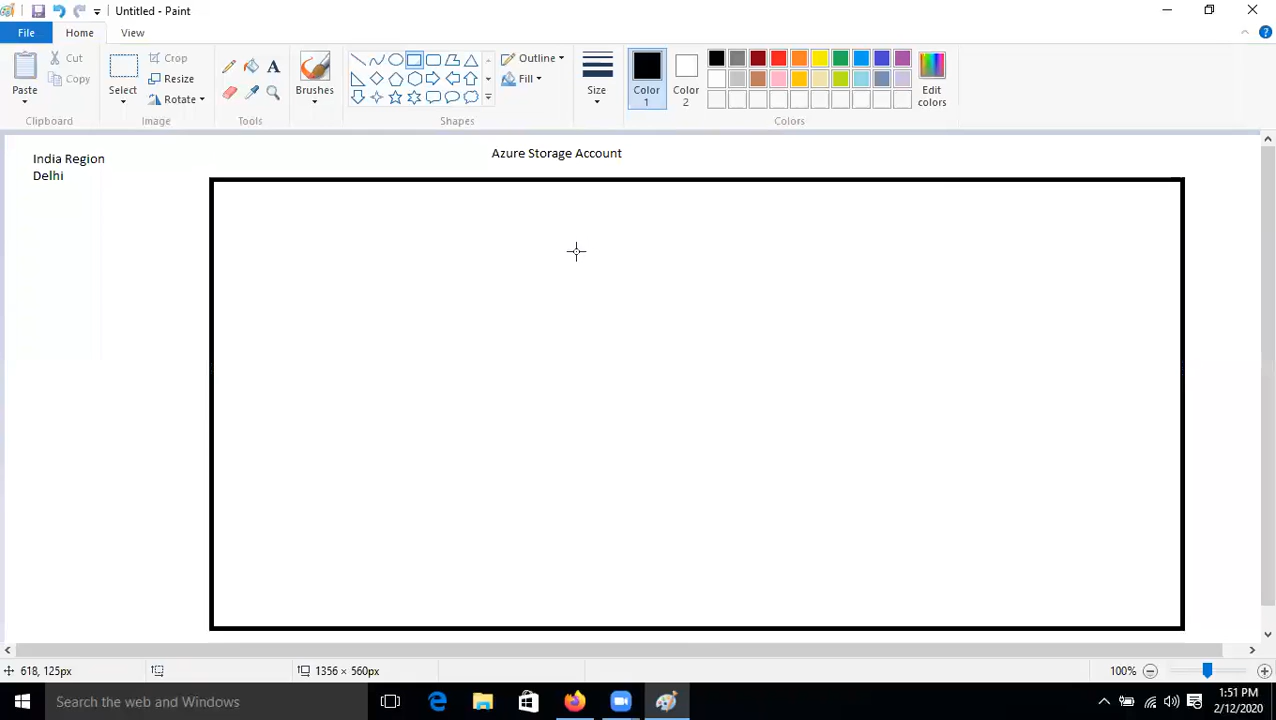 Untitled - Paint
File
Home
View
Paste
Cut
Copy
Clipboard
Select
Crop
Resize
Rotate
Image
A
Tools
Brushes
Outline
Fill
Shapes
Size
Color
1
Color
2
Edit
colors
Colors
India Region
Delhi
Azure Storage Account
618, 125px
1356 × 560px
100%
Search the web and Windows
1:51 PM
2/12/2020